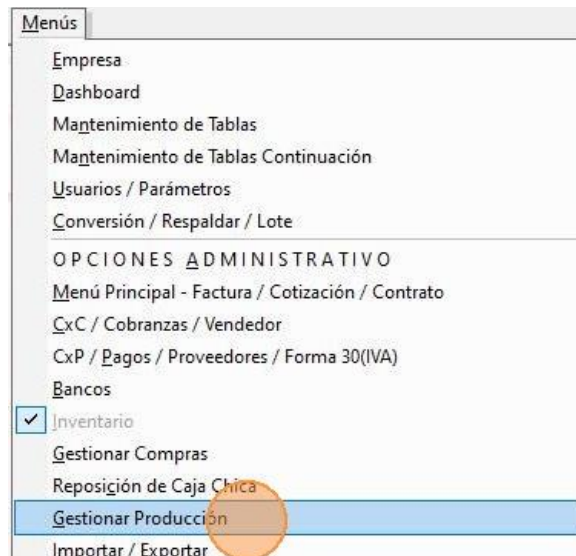 Menús
Empresa
Dashboard
Mantenimiento de Tablas
Mantenimiento de Tablas Continuación
Usuarios / Parámetros
Conversión / Respaldar / Lote
OPCIONES ADMINISTRATIVO
Menú Principal - Factura / Cotización / Contrato
CxC / Cobranzas / Vendedor
CxP / Pagos / Proveedores / Forma 30(IVA)
Bancos
Inventario
Gestionar Compras
Reposición de Caja Chica
Gestionar Producción
Importar / Exportar